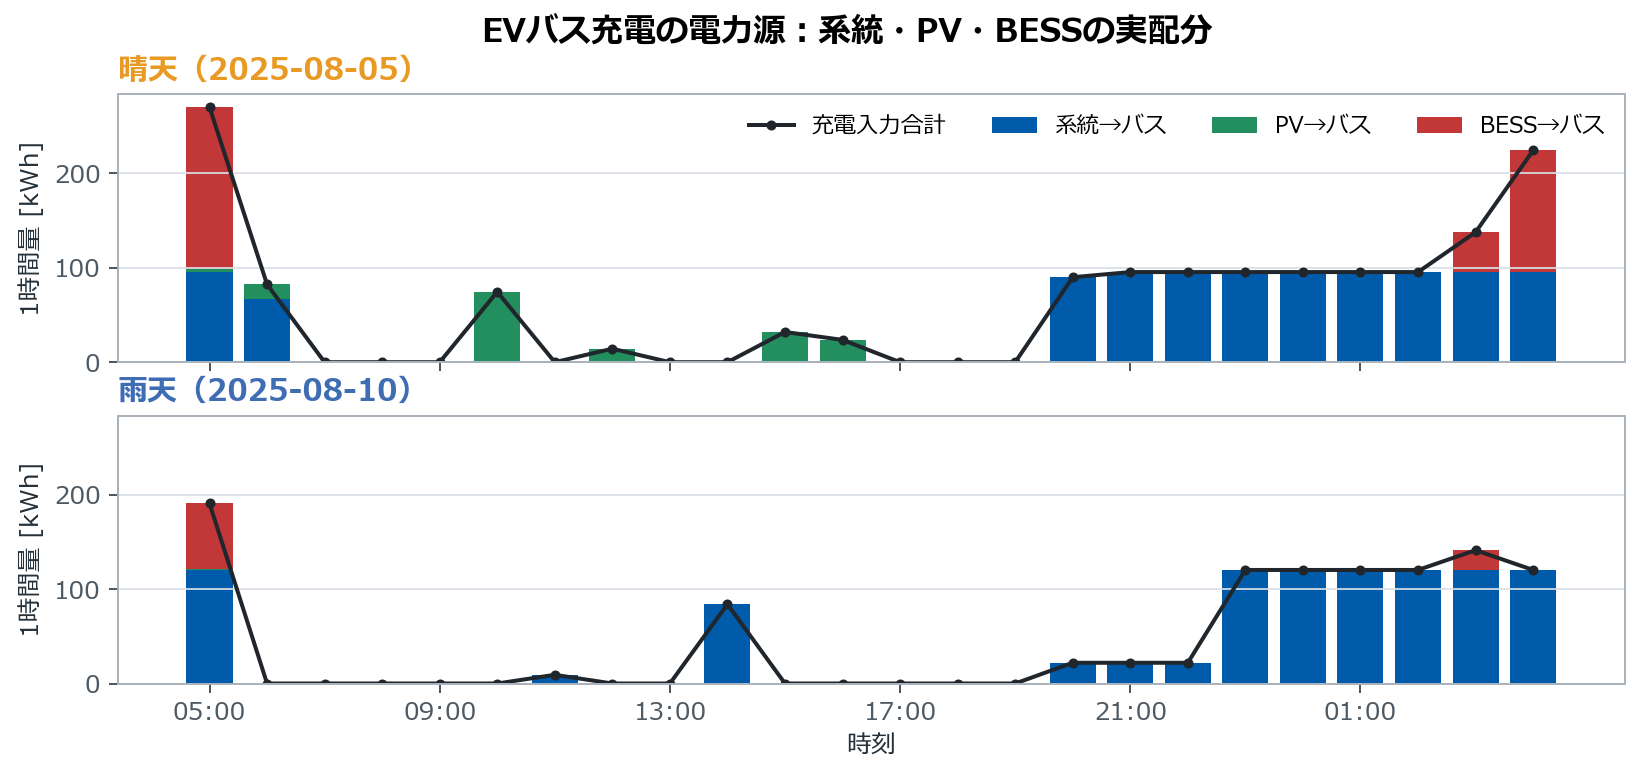 EVバス充電の電力源：系統・PV・BESSの実配分
晴天（2025-08-05）
充電入力合計 系統→バス PV→バス BESS→バス
1時間量 [kWh]
200
100
0
雨天（2025-08-10）
1時間量 [kWh]
200
100
0
05:00 09:00 13:00 17:00 21:00 01:00
時刻